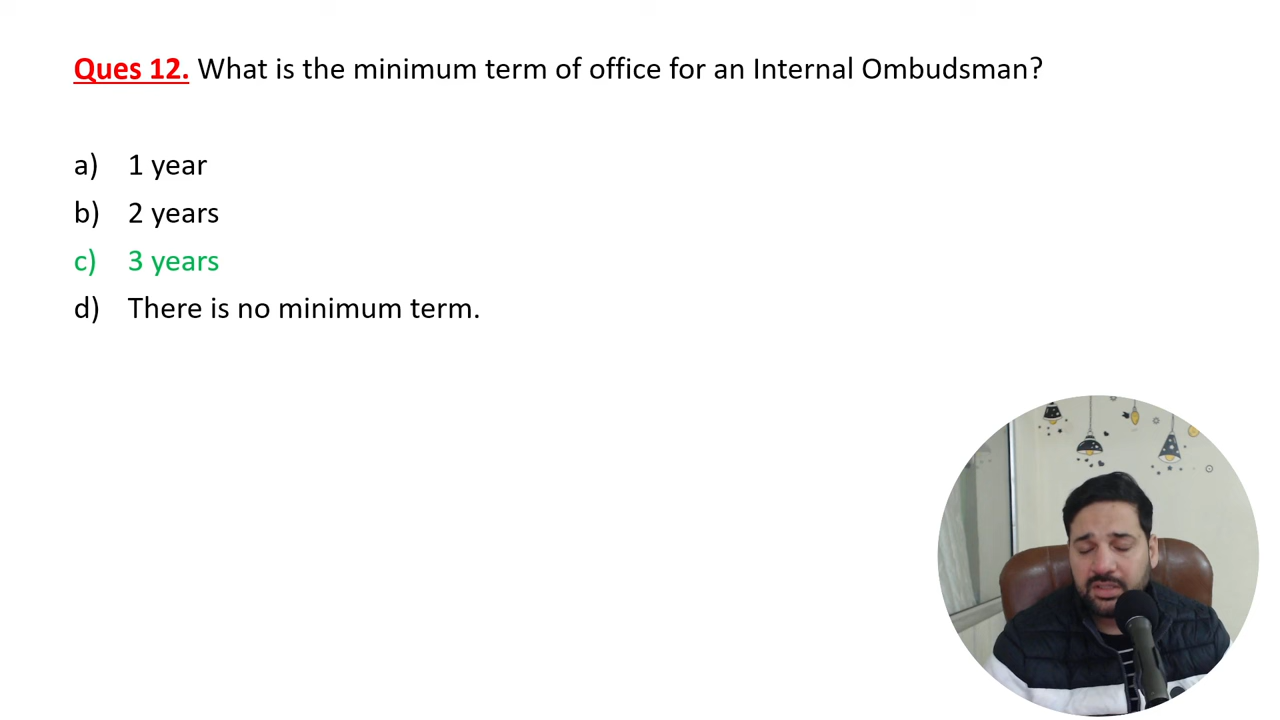 Ques 12. What is the minimum term of office for an Internal Ombudsman?
a) 1 year
b) 2 years
c) 3 years
d) There is no minimum term.